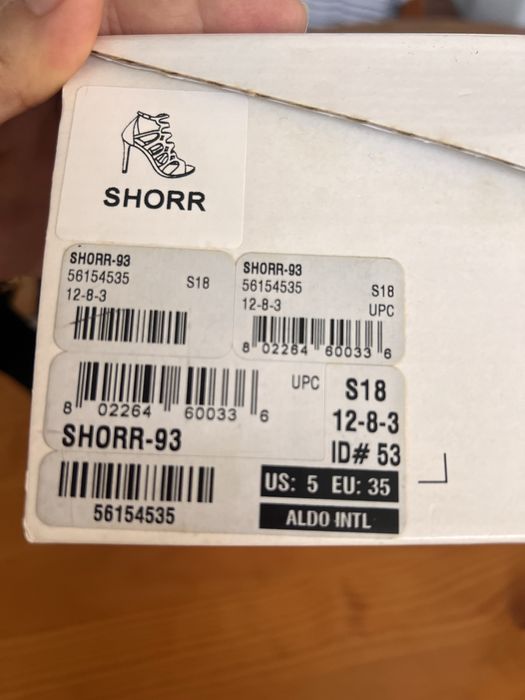 SHORR
SHORR-93
56154535 S18
12-8-3
SHORR-93
56154535 S18
12-8-3 UPC
8 02264 60033 6
UPC
8 02264 60033 6
SHORR-93
S18
12-8-3
ID# 53
56154535
US: 5 EU: 35
ALDO INTL